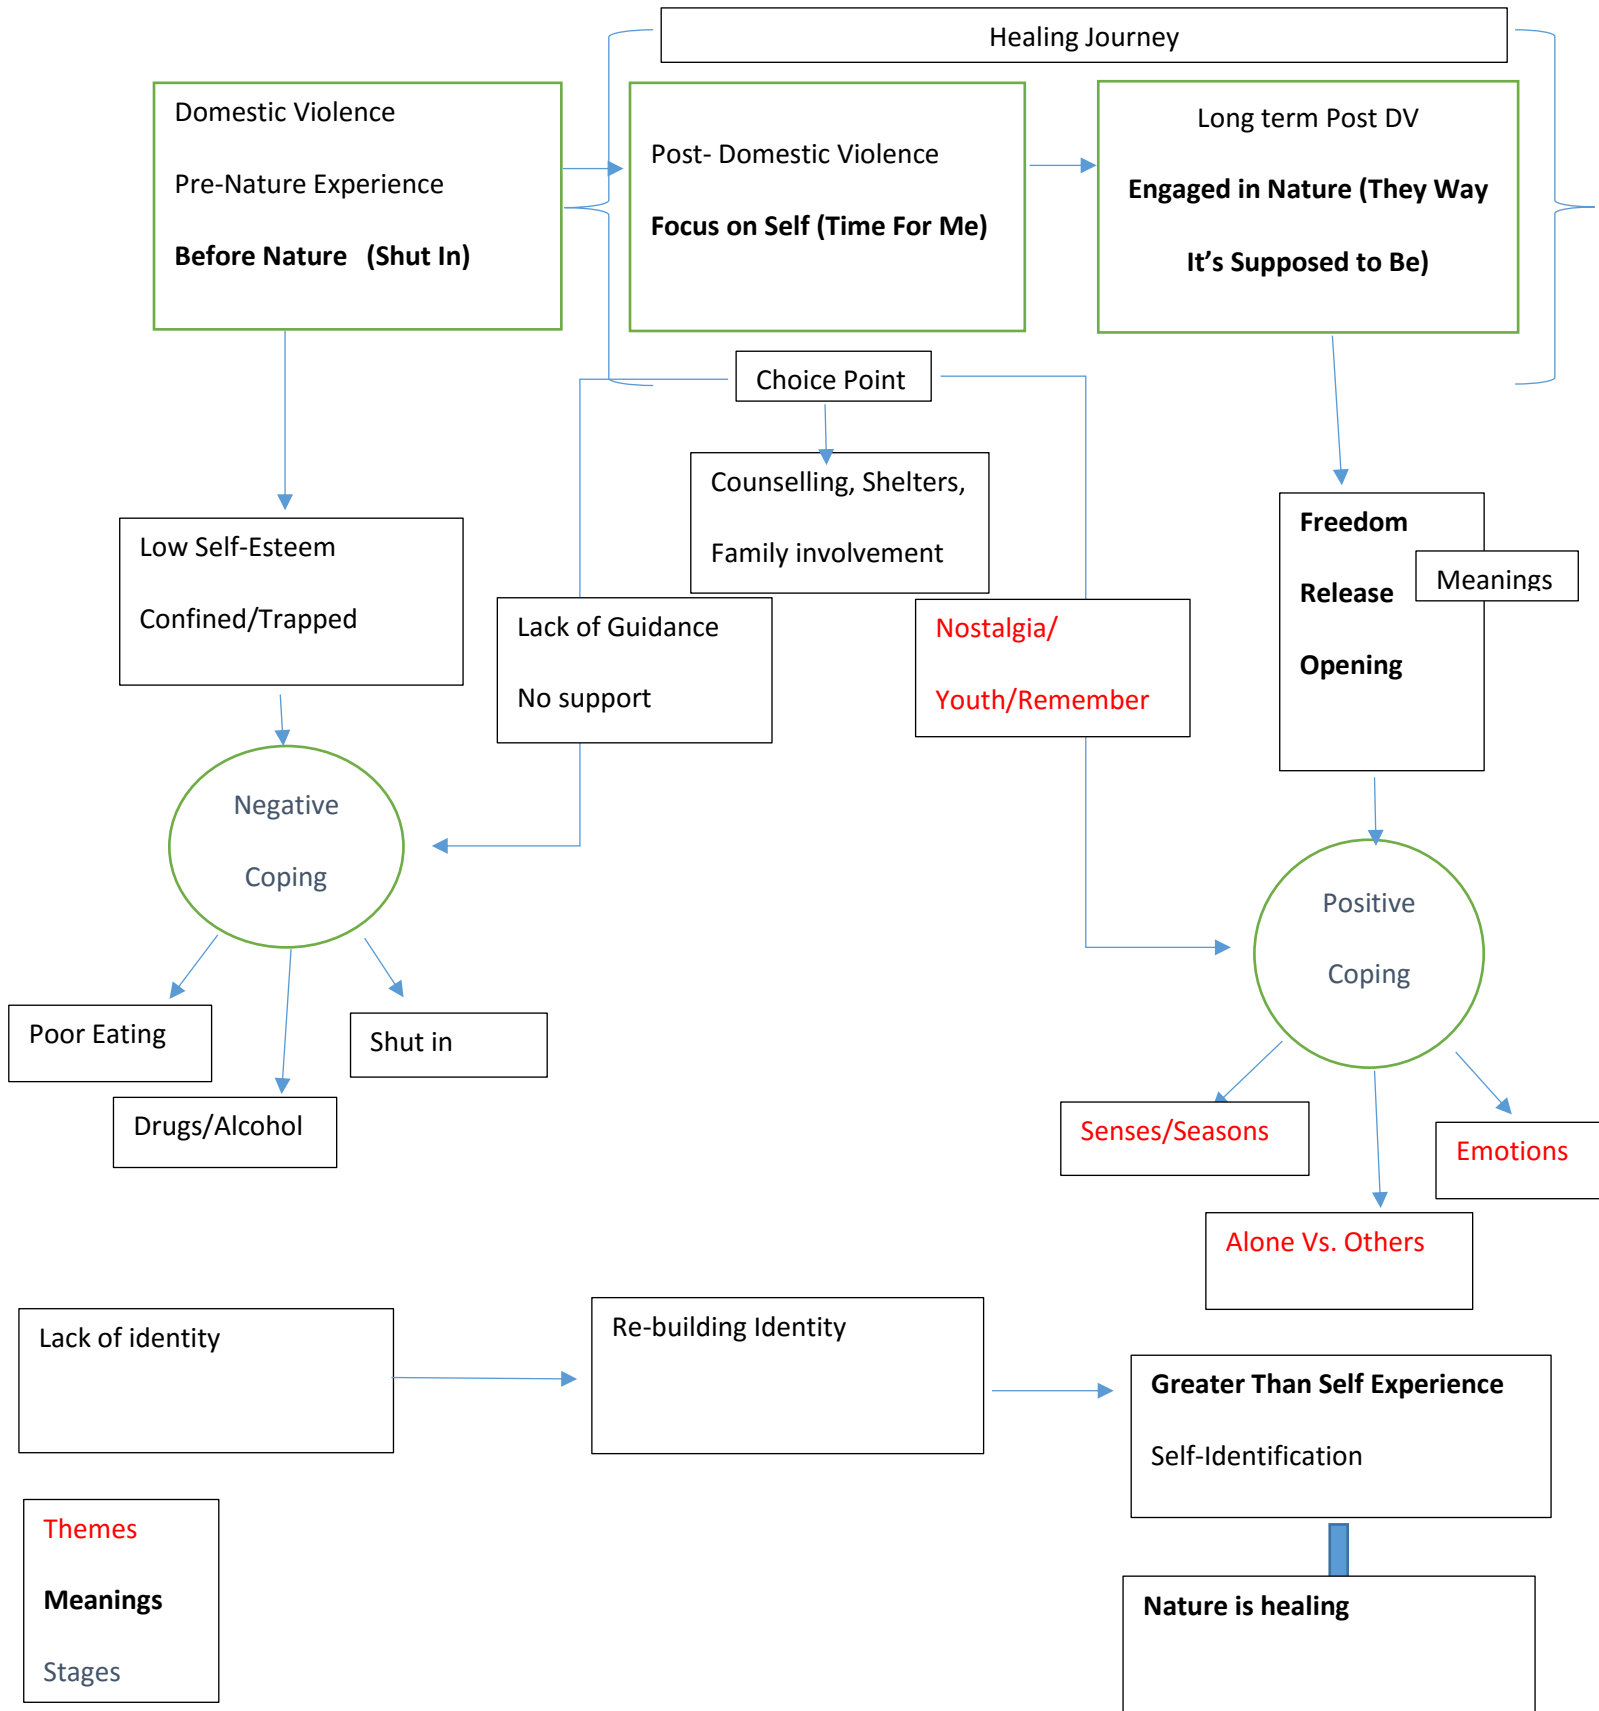 Healing Journey
Domestic Violence
Pre-Nature Experience
Before Nature (Shut In)
Post- Domestic Violence
Focus on Self (Time For Me)
Long term Post DV
Engaged in Nature (They Way
It’s Supposed to Be)
Choice Point
Counselling, Shelters,
Family involvement
Low Self-Esteem
Confined/Trapped
Lack of Guidance
No support
Nostalgia/
Youth/Remember
Freedom
Release
Opening
Meanings
Negative
Coping
Positive
Coping
Poor Eating
Shut in
Drugs/Alcohol
Senses/Seasons
Emotions
Alone Vs. Others
Lack of identity
Re-building Identity
Greater Than Self Experience
Self-Identification
Themes
Meanings
Stages
Nature is healing